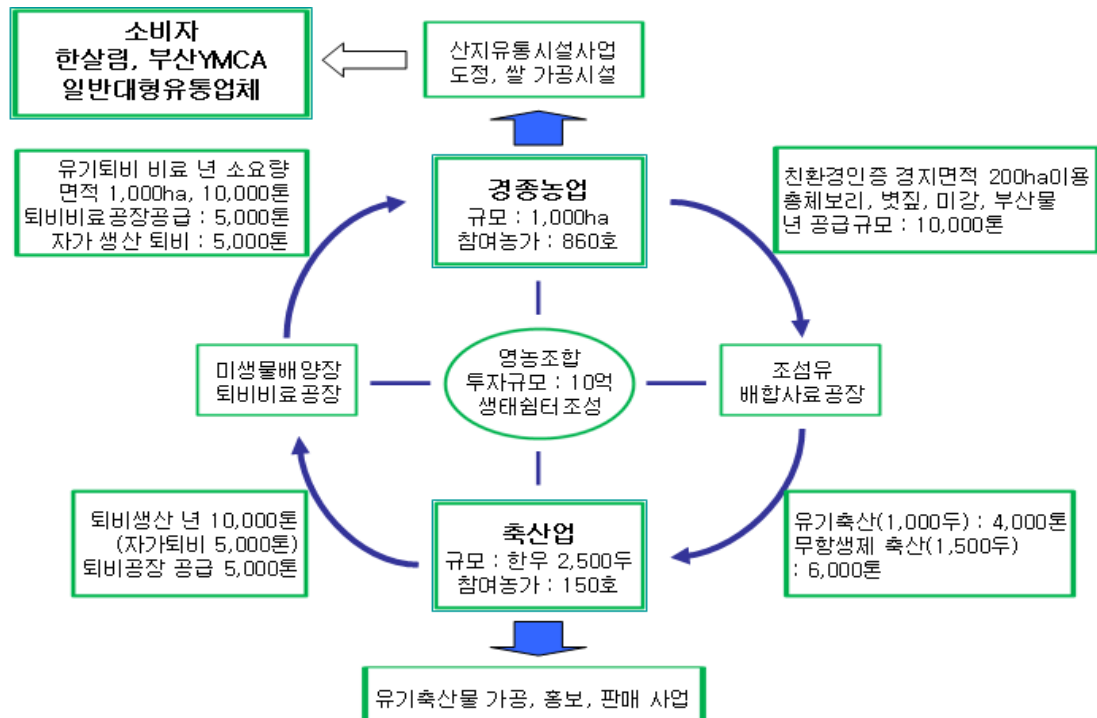 소비자
한살림, 부산YMCA
일반대형유통업체
산지유통시설사업
도정, 쌀 가공시설
유기퇴비 비료 년 소요량
면적 1,000ha, 10,000톤
퇴비비료공장공급 : 5,000톤
자가 생산 퇴비 : 5,000톤
경종농업
규모 : 1,000ha
참여농가 : 860호
친환경인증 경지면적 200ha이용
총체보리, 볏짚, 미강, 부산물
년 공급규모 : 10,000톤
미생물배양장
퇴비비료공장
영농조합
투자규모 : 10억
생태쉼터조성
조섬유
배합사료공장
퇴비생산 년 10,000톤
(자가퇴비 5,000톤)
퇴비공장 공급 5,000톤
축산업
규모 : 한우 2,500두
참여농가 : 150호
유기축산(1,000두) : 4,000톤
무항생제 축산(1,500두)
: 6,000톤
유기축산물 가공, 홍보, 판매 사업